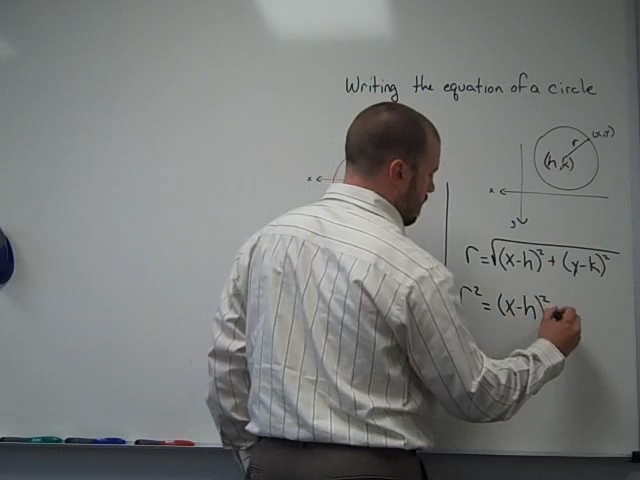 Writing the equation of a circle
(x,y)
r
(h,k)
x
x
y
r=√(x-h)²+(y-k)²
r²=(x-h)²